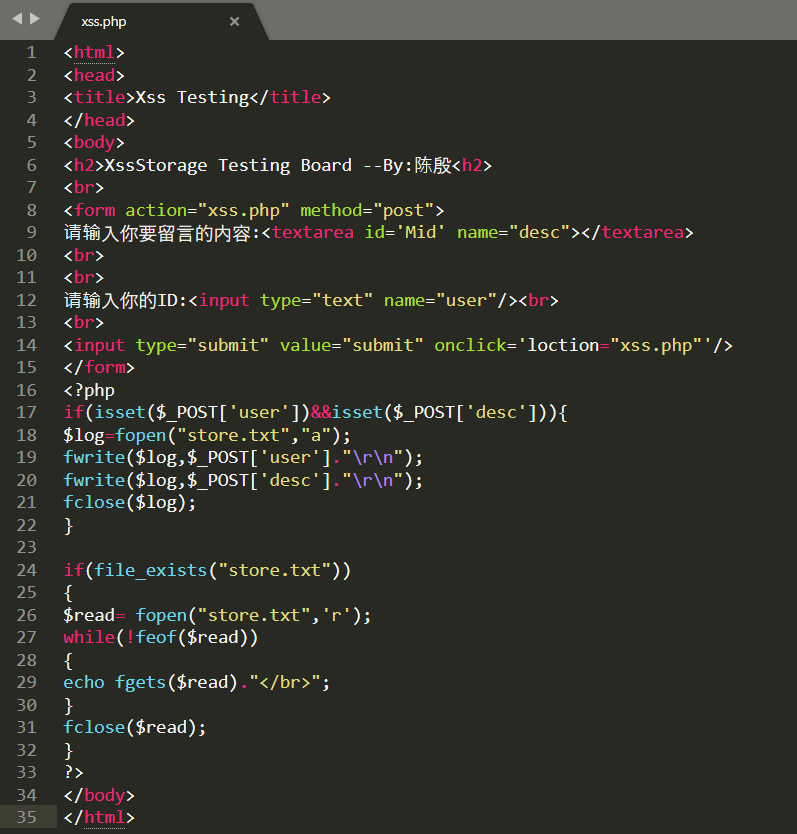 xss.php
1 <html>
2 <head>
3 <title>Xss Testing</title>
4 </head>
5 <body>
6 <h2>XssStorage Testing Board --By:陈殷<h2>
7 <br>
8 <form action="xss.php" method="post">
9 请输入你要留言的内容:<textarea id='Mid' name="desc"></textarea>
10 <br>
11 <br>
12 请输入你的ID:<input type="text" name="user"/><br>
13 <br>
14 <input type="submit" value="submit" onclick='loction="xss.php"'/>
15 </form>
16 <?php
17 if(isset($_POST['user'])&&isset($_POST['desc'])){
18 $log=fopen("store.txt","a");
19 fwrite($log,$_POST['user']."\r\n");
20 fwrite($log,$_POST['desc']."\r\n");
21 fclose($log);
22 }
23
24 if(file_exists("store.txt"))
25 {
26 $read= fopen("store.txt",'r');
27 while(!feof($read))
28 {
29 echo fgets($read)."</br>";
30 }
31 fclose($read);
32 }
33 ?>
34 </body>
35 </html>